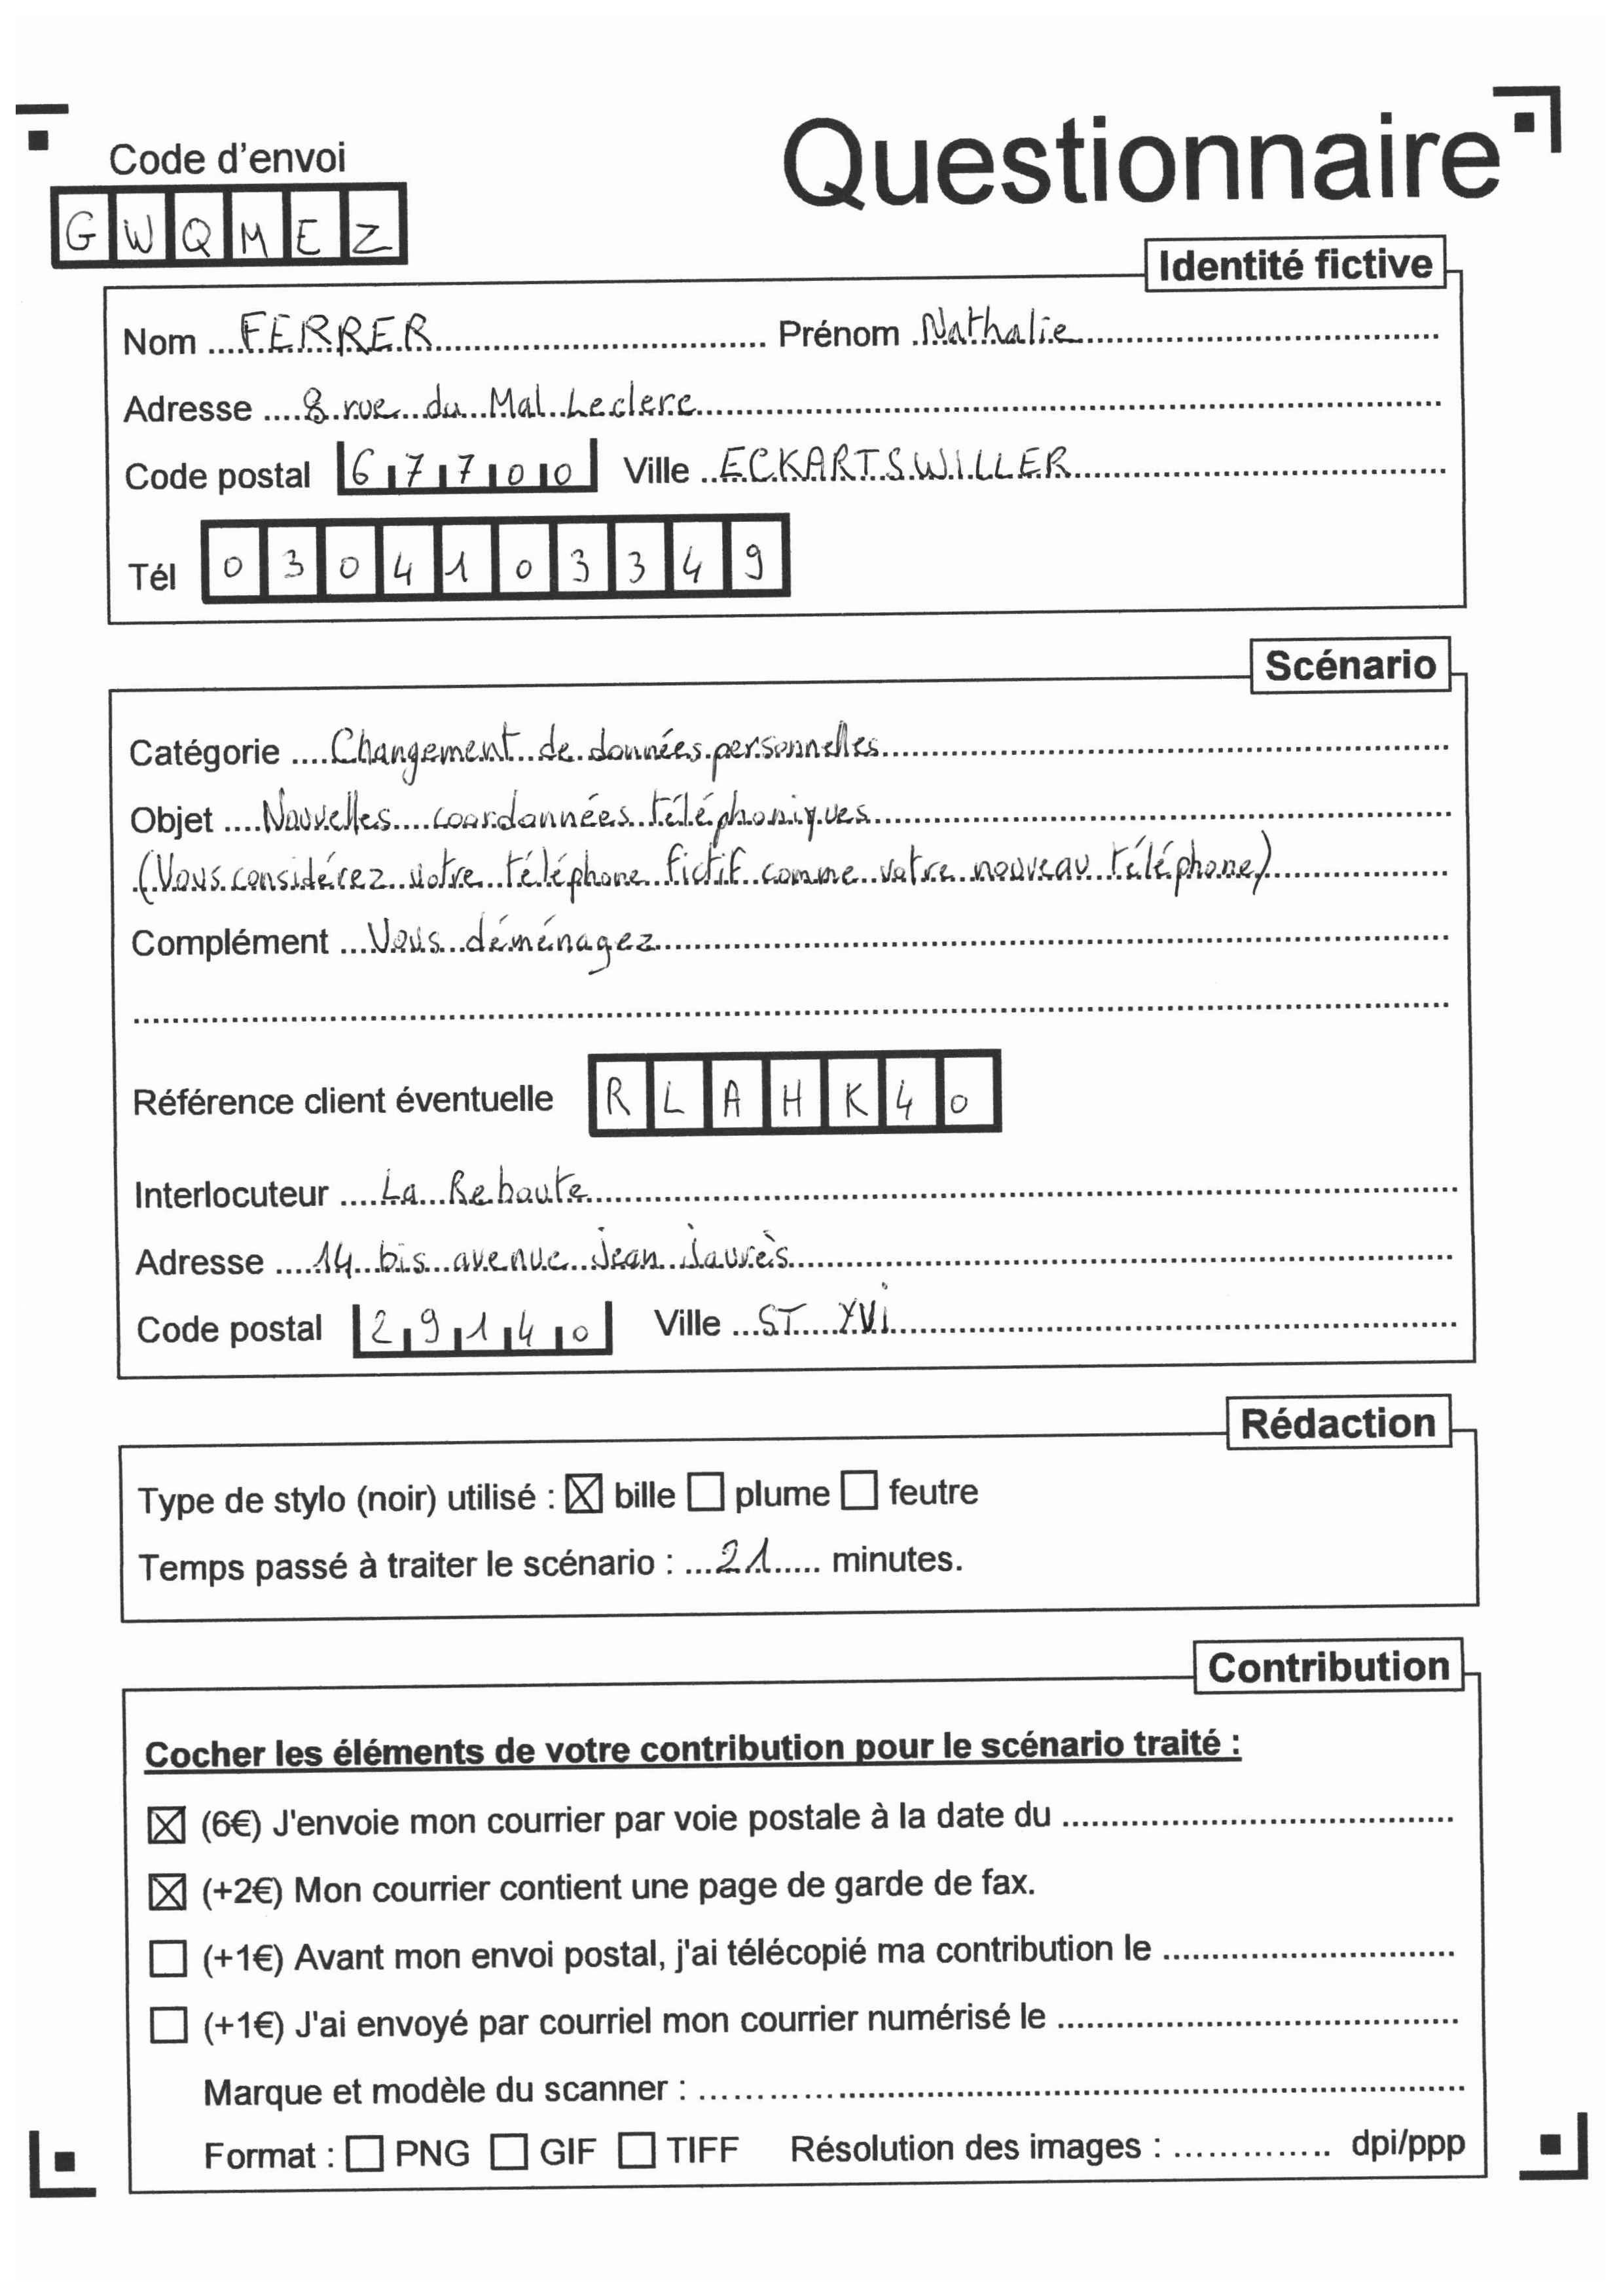 Questionnaire
Code d'envoi
GWQMEZ
Identité fictive
Nom FERRER Prénom Nathalie
Adresse 8 rue du Mal Leclerc
Code postal 67700 Ville ECKARTSWILLER
Tél 0304103349
Scénario
Catégorie Changement de données personnelles
Objet Nouvelles coordonnées téléphoniques
(Vous considérez votre téléphone fictif comme votre nouveau téléphone)
Complément Vous déménagez
Référence client éventuelle RLAHK40
Interlocuteur La Reboute
Adresse 14 bis avenue Jean Jaurès
Code postal 29140 Ville ST YVI
Rédaction
Type de stylo (noir) utilisé : ☒ bille ☐ plume ☐ feutre
Temps passé à traiter le scénario : 21 minutes.
Contribution
Cocher les éléments de votre contribution pour le scénario traité :
☒ (6€) J'envoie mon courrier par voie postale à la date du
☒ (+2€) Mon courrier contient une page de garde de fax.
☐ (+1€) Avant mon envoi postal, j'ai télécopié ma contribution le
☐ (+1€) J'ai envoyé par courriel mon courrier numérisé le
Marque et modèle du scanner :
Format : ☐ PNG ☐ GIF ☐ TIFF Résolution des images : dpi/ppp